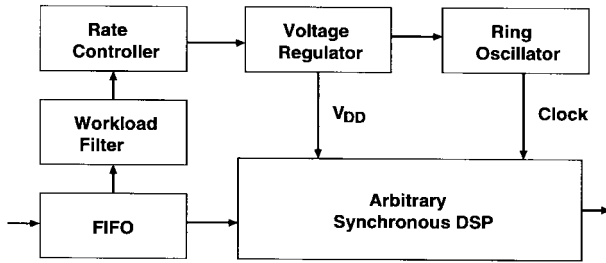 Rate
Controller
Voltage
Regulator
Ring
Oscillator
Workload
Filter
VDD
Clock
FIFO
Arbitrary
Synchronous DSP